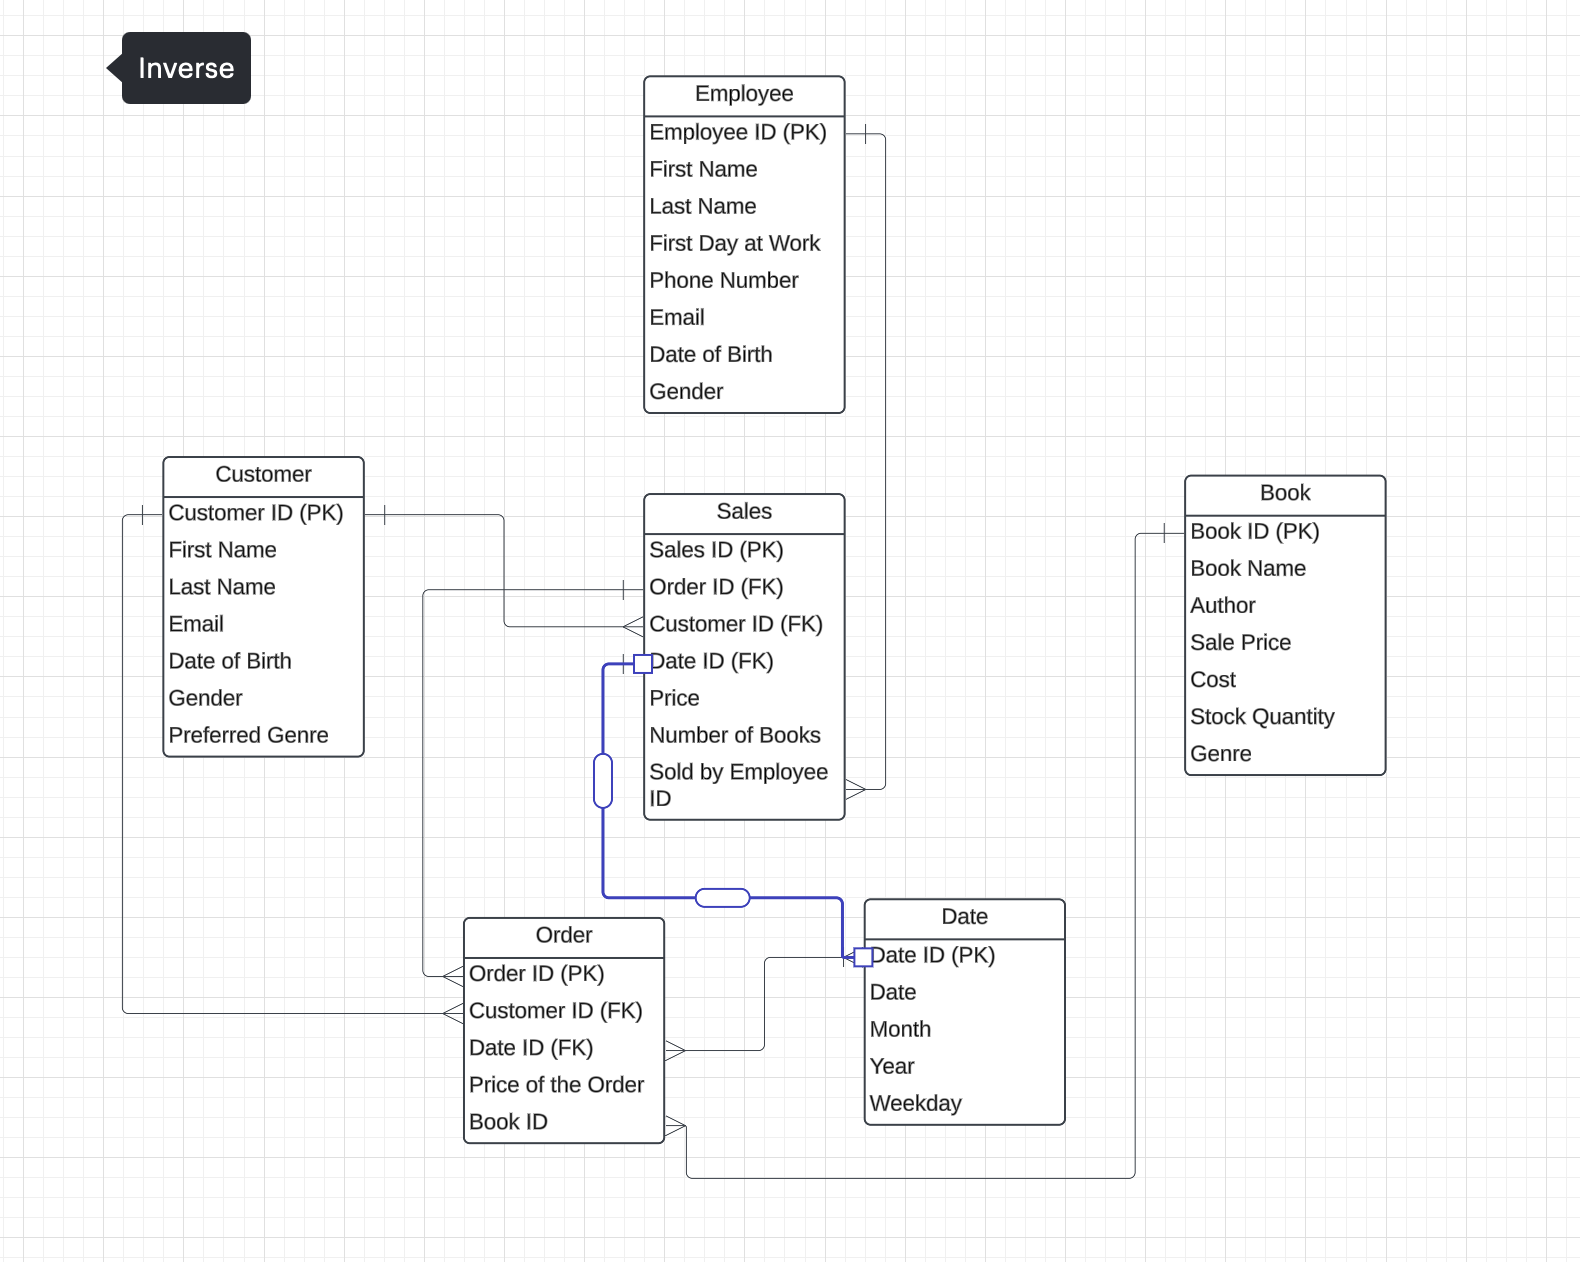 Inverse
Employee
Employee ID (PK)
First Name
Last Name
First Day at Work
Phone Number
Email
Date of Birth
Gender
Customer
Customer ID (PK)
First Name
Last Name
Email
Date of Birth
Gender
Preferred Genre
Sales
Sales ID (PK)
Order ID (FK)
Customer ID (FK)
Date ID (FK)
Price
Number of Books
Sold by Employee
ID
Book
Book ID (PK)
Book Name
Author
Sale Price
Cost
Stock Quantity
Genre
Order
Order ID (PK)
Customer ID (FK)
Date ID (FK)
Price of the Order
Book ID
Date
Date ID (PK)
Date
Month
Year
Weekday